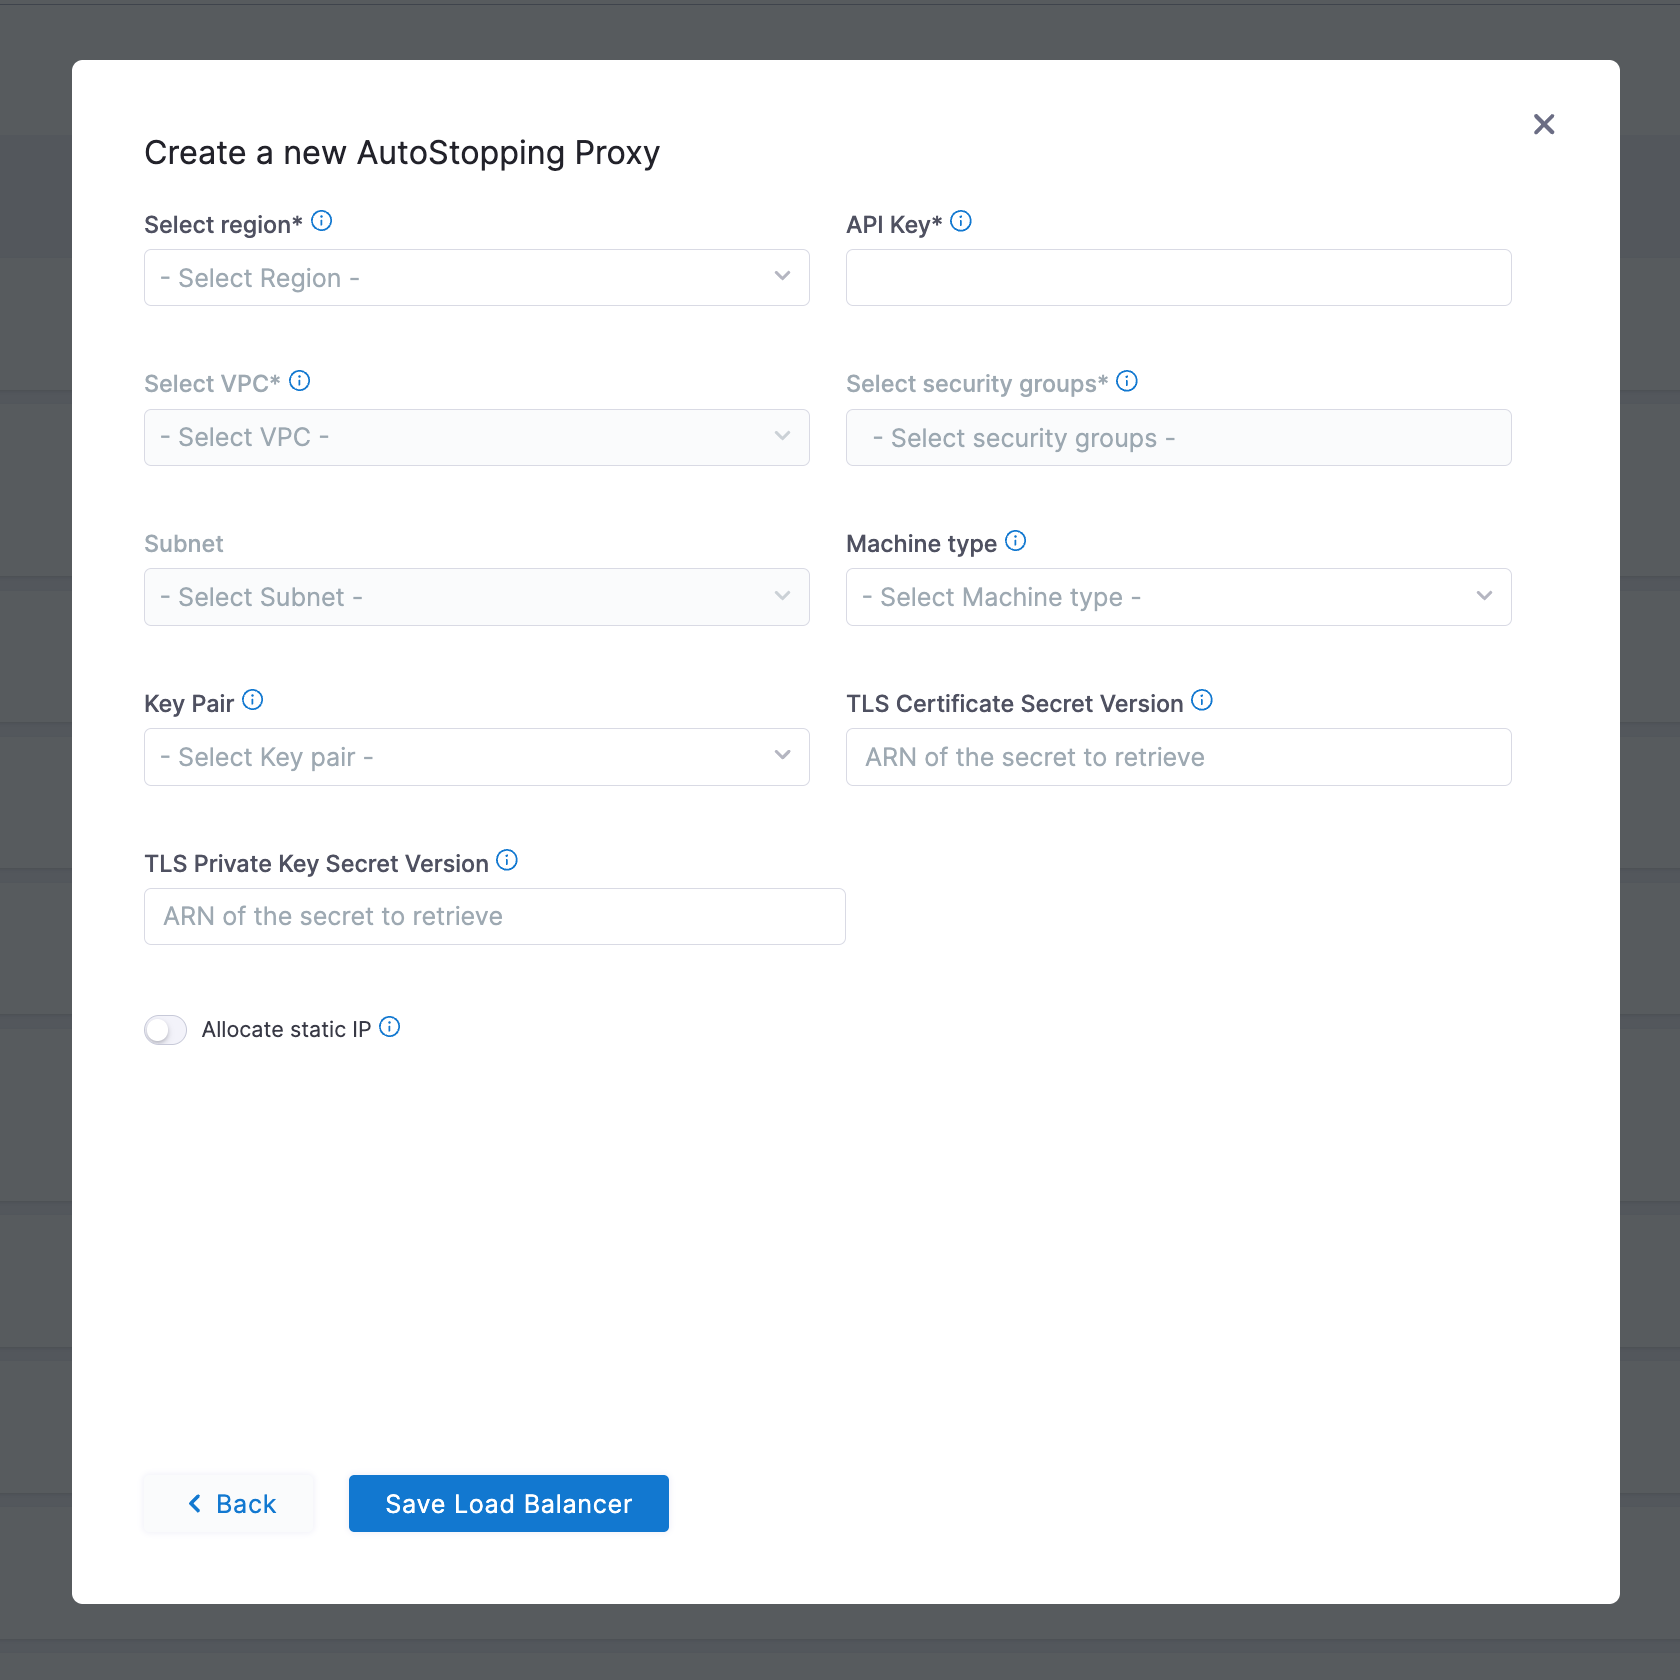 Create a new AutoStopping Proxy
Select region*
API Key*
- Select Region -
Select VPC*
Select security groups*
- Select VPC -
- Select security groups -
Subnet
Machine type
- Select Subnet -
- Select Machine type -
Key Pair
TLS Certificate Secret Version
- Select Key pair -
ARN of the secret to retrieve
TLS Private Key Secret Version
ARN of the secret to retrieve
Allocate static IP
Back
Save Load Balancer